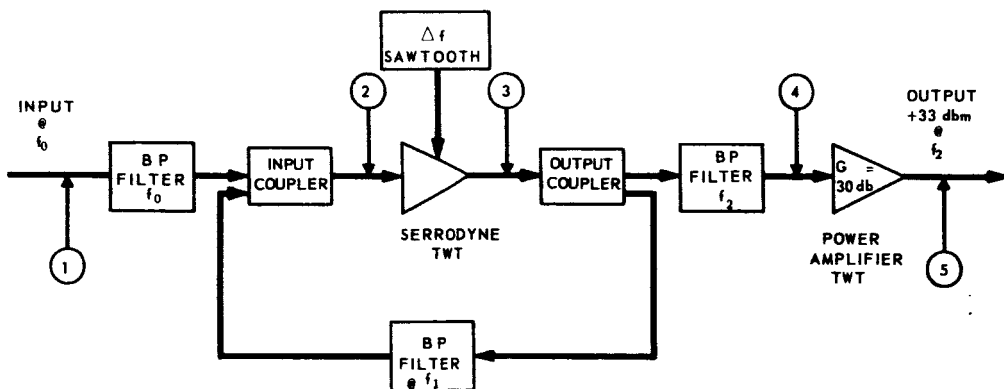 △f
SAWTOOTH
2
3
4
INPUT
@
f₀
OUTPUT
+33 dbm
@
f₂
BP
FILTER
f₀
INPUT
COUPLER
OUTPUT
COUPLER
BP
FILTER
f₂
G =
30 db
SERRODYNE
TWT
POWER
AMPLIFIER
TWT
1
5
BP
FILTER
@ f₁